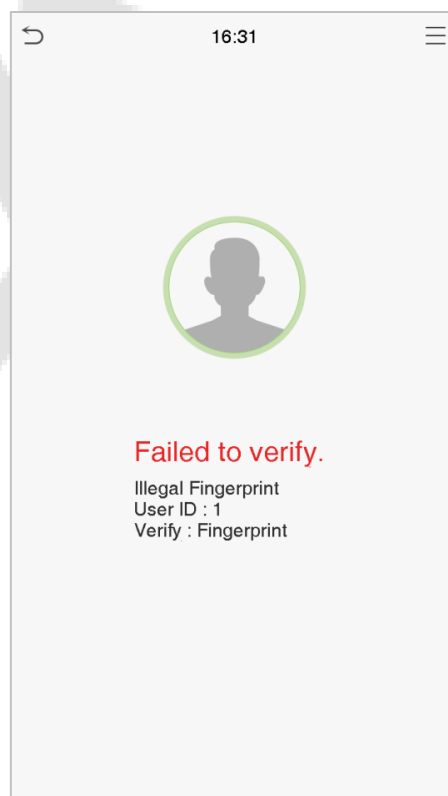 16:31
Failed to verify.
Illegal Fingerprint
User ID : 1
Verify : Fingerprint